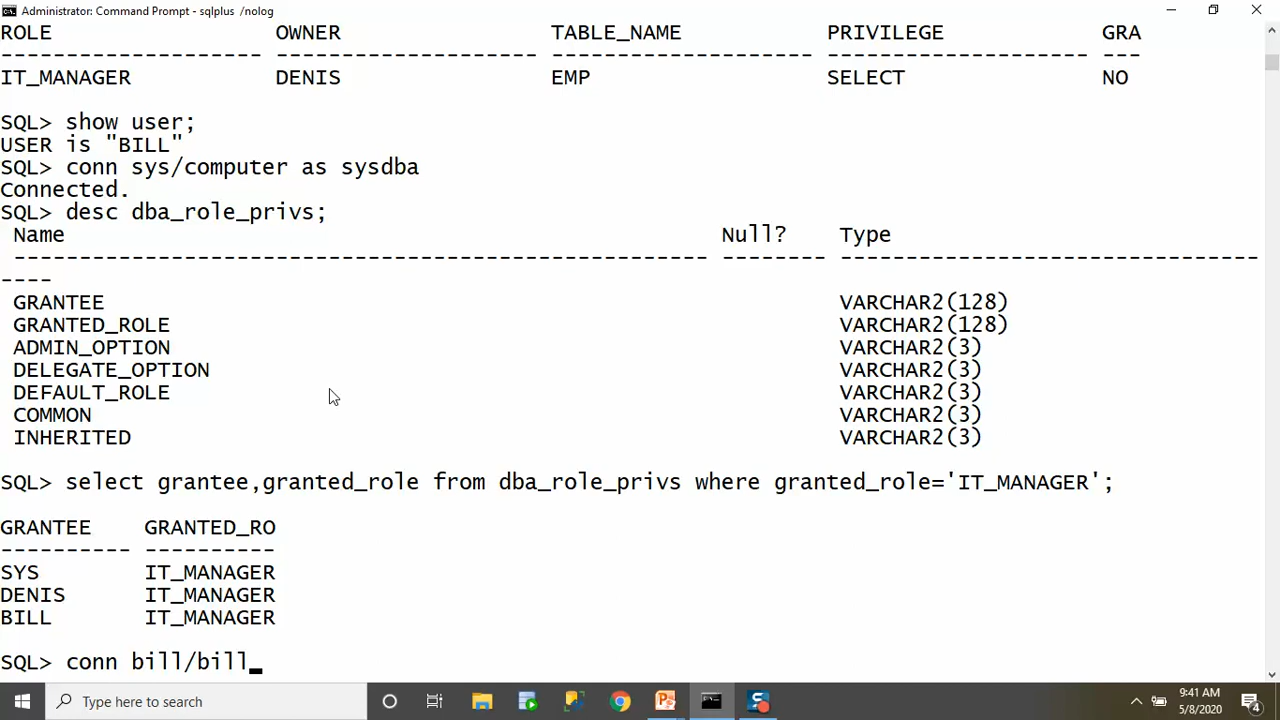 Administrator: Command Prompt - sqlplus /nolog
ROLE OWNER TABLE_NAME PRIVILEGE GRA
-------------------- -------------------- -------------------- -------------------- ---
IT_MANAGER DENIS EMP SELECT NO
SQL> show user;
USER is "BILL"
SQL> conn sys/computer as sysdba
Connected.
SQL> desc dba_role_privs;
Name Null? Type
----------------------------------------------------- -------- --------------------------------
----
GRANTEE VARCHAR2(128)
GRANTED_ROLE VARCHAR2(128)
ADMIN_OPTION VARCHAR2(3)
DELEGATE_OPTION VARCHAR2(3)
DEFAULT_ROLE VARCHAR2(3)
COMMON VARCHAR2(3)
INHERITED VARCHAR2(3)
SQL> select grantee,granted_role from dba_role_privs where granted_role='IT_MANAGER';
GRANTEE GRANTED_RO
---------- ----------
SYS IT_MANAGER
DENIS IT_MANAGER
BILL IT_MANAGER
SQL> conn bill/bill_
Type here to search
9:41 AM
5/8/2020
4